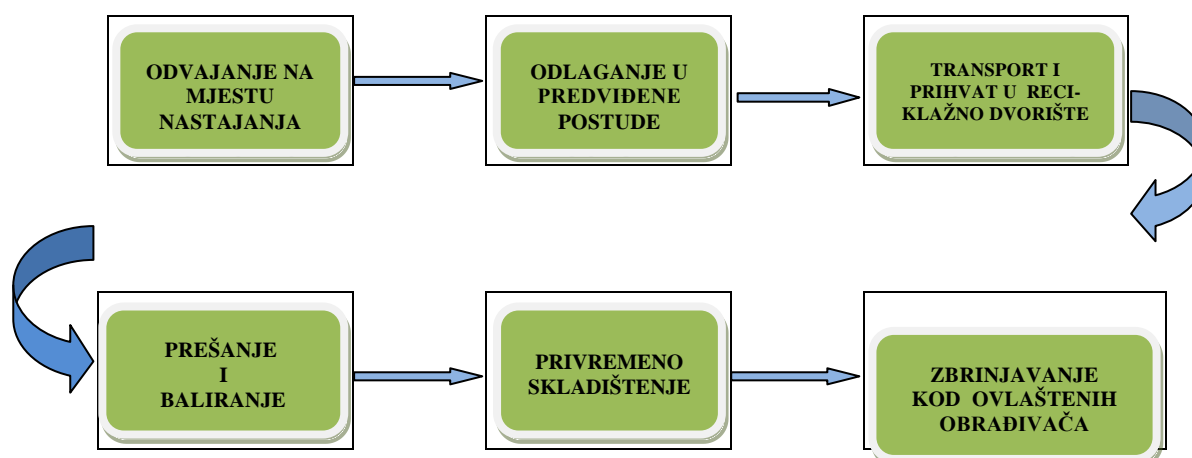 ODVAJANJE NA
MJESTU
NASTAJANJA
ODLAGANJE U
PREDVIĐENE
POSTUDE
TRANSPORT I
PRIHVAT U RECI-
KLAŽNO DVORIŠTE
PREŠANJE
I
BALIRANJE
PRIVREMENO
SKLADIŠTENJE
ZBRINJAVANJE
KOD OVLAŠTENIH
OBRAĐIVAČA